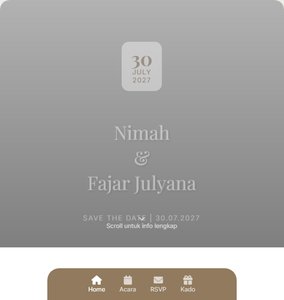 30
JULY
2027
Nimah
&
Fajar Julyana
SAVE THE DATE | 30.07.2027
Scroll untuk info lengkap
Home Acara RSVP Kado